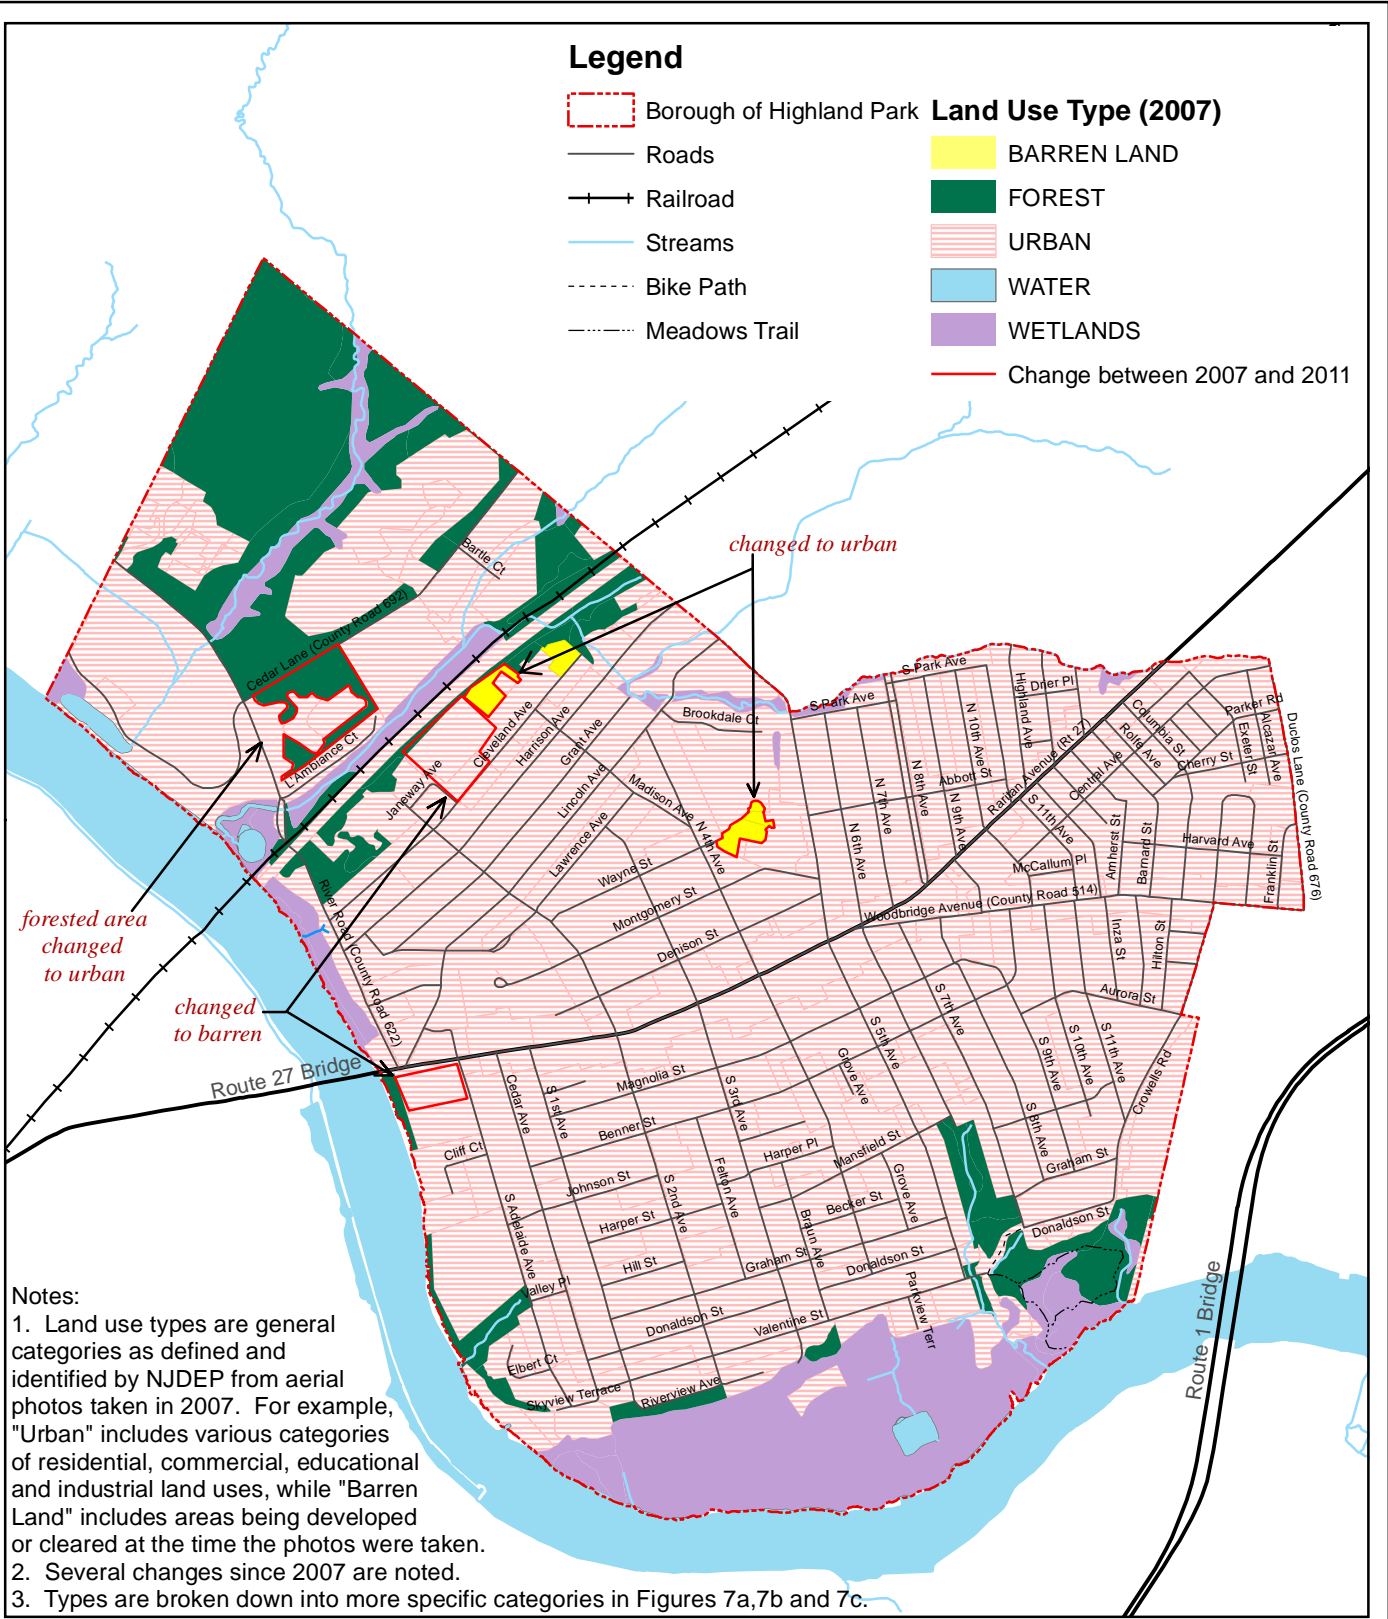 Legend
Borough of Highland Park
Roads
Railroad
Streams
Bike Path
Meadows Trail
Land Use Type (2007)
BARREN LAND
FOREST
URBAN
WATER
WETLANDS
Change between 2007 and 2011
changed to urban
Bartle Ct
Cedar Lane (County Road 692)
L'Ambiance Ct
Cleveland Ave
Harrison Ave
Grant Ave
Janeway Ave
Lincoln Ave
Lawrence Ave
Madison Ave
N 4th Ave
Wayne St
Montgomery St
Denison St
Brookdale Ct
S Park Ave
S Park Ave
Drier Pl
Highland Ave
N 10th Ave
Abbott St
N 9th Ave
N 8th Ave
N 7th Ave
N 6th Ave
Raritan Avenue (Rt 27)
S 11th Ave
Central Ave
Rolfe Ave
Columbia St
Cherry St
Parker Rd
Exeter St
Alcazar Ave
Duclos Lane (County Road 676)
Harvard Ave
Franklin St
Amherst St
Barnard St
McCallum Pl
Woodbridge Avenue (County Road 514)
Inza St
Hilton St
Aurora St
River Road (County Road 622)
forested area
changed
to urban
changed
to barren
Route 27 Bridge
Cedar Ave
S 1st Ave
Magnolia St
Benner St
S 3rd Ave
Grove Ave
S 5th Ave
S 7th Ave
S 9th Ave
S 10th Ave
S 11th Ave
Crowells Rd
S 8th Ave
Graham St
Donaldson St
Cliff Ct
Johnson St
S 2nd Ave
Felton Ave
Harper Pl
Mansfield St
Grove Ave
Becker St
Braun Ave
S Adelaide Ave
Harper St
Hill St
Graham St
Donaldson St
Parkview Terr
Valley Pl
Donaldson St
Valentine St
Elbert Ct
Skyview Terrace
Riverview Ave
Route 1 Bridge
Notes:
1. Land use types are general
categories as defined and
identified by NJDEP from aerial
photos taken in 2007. For example,
"Urban" includes various categories
of residential, commercial, educational
and industrial land uses, while "Barren
Land" includes areas being developed
or cleared at the time the photos were taken.
2. Several changes since 2007 are noted.
3. Types are broken down into more specific categories in Figures 7a,7b and 7c.